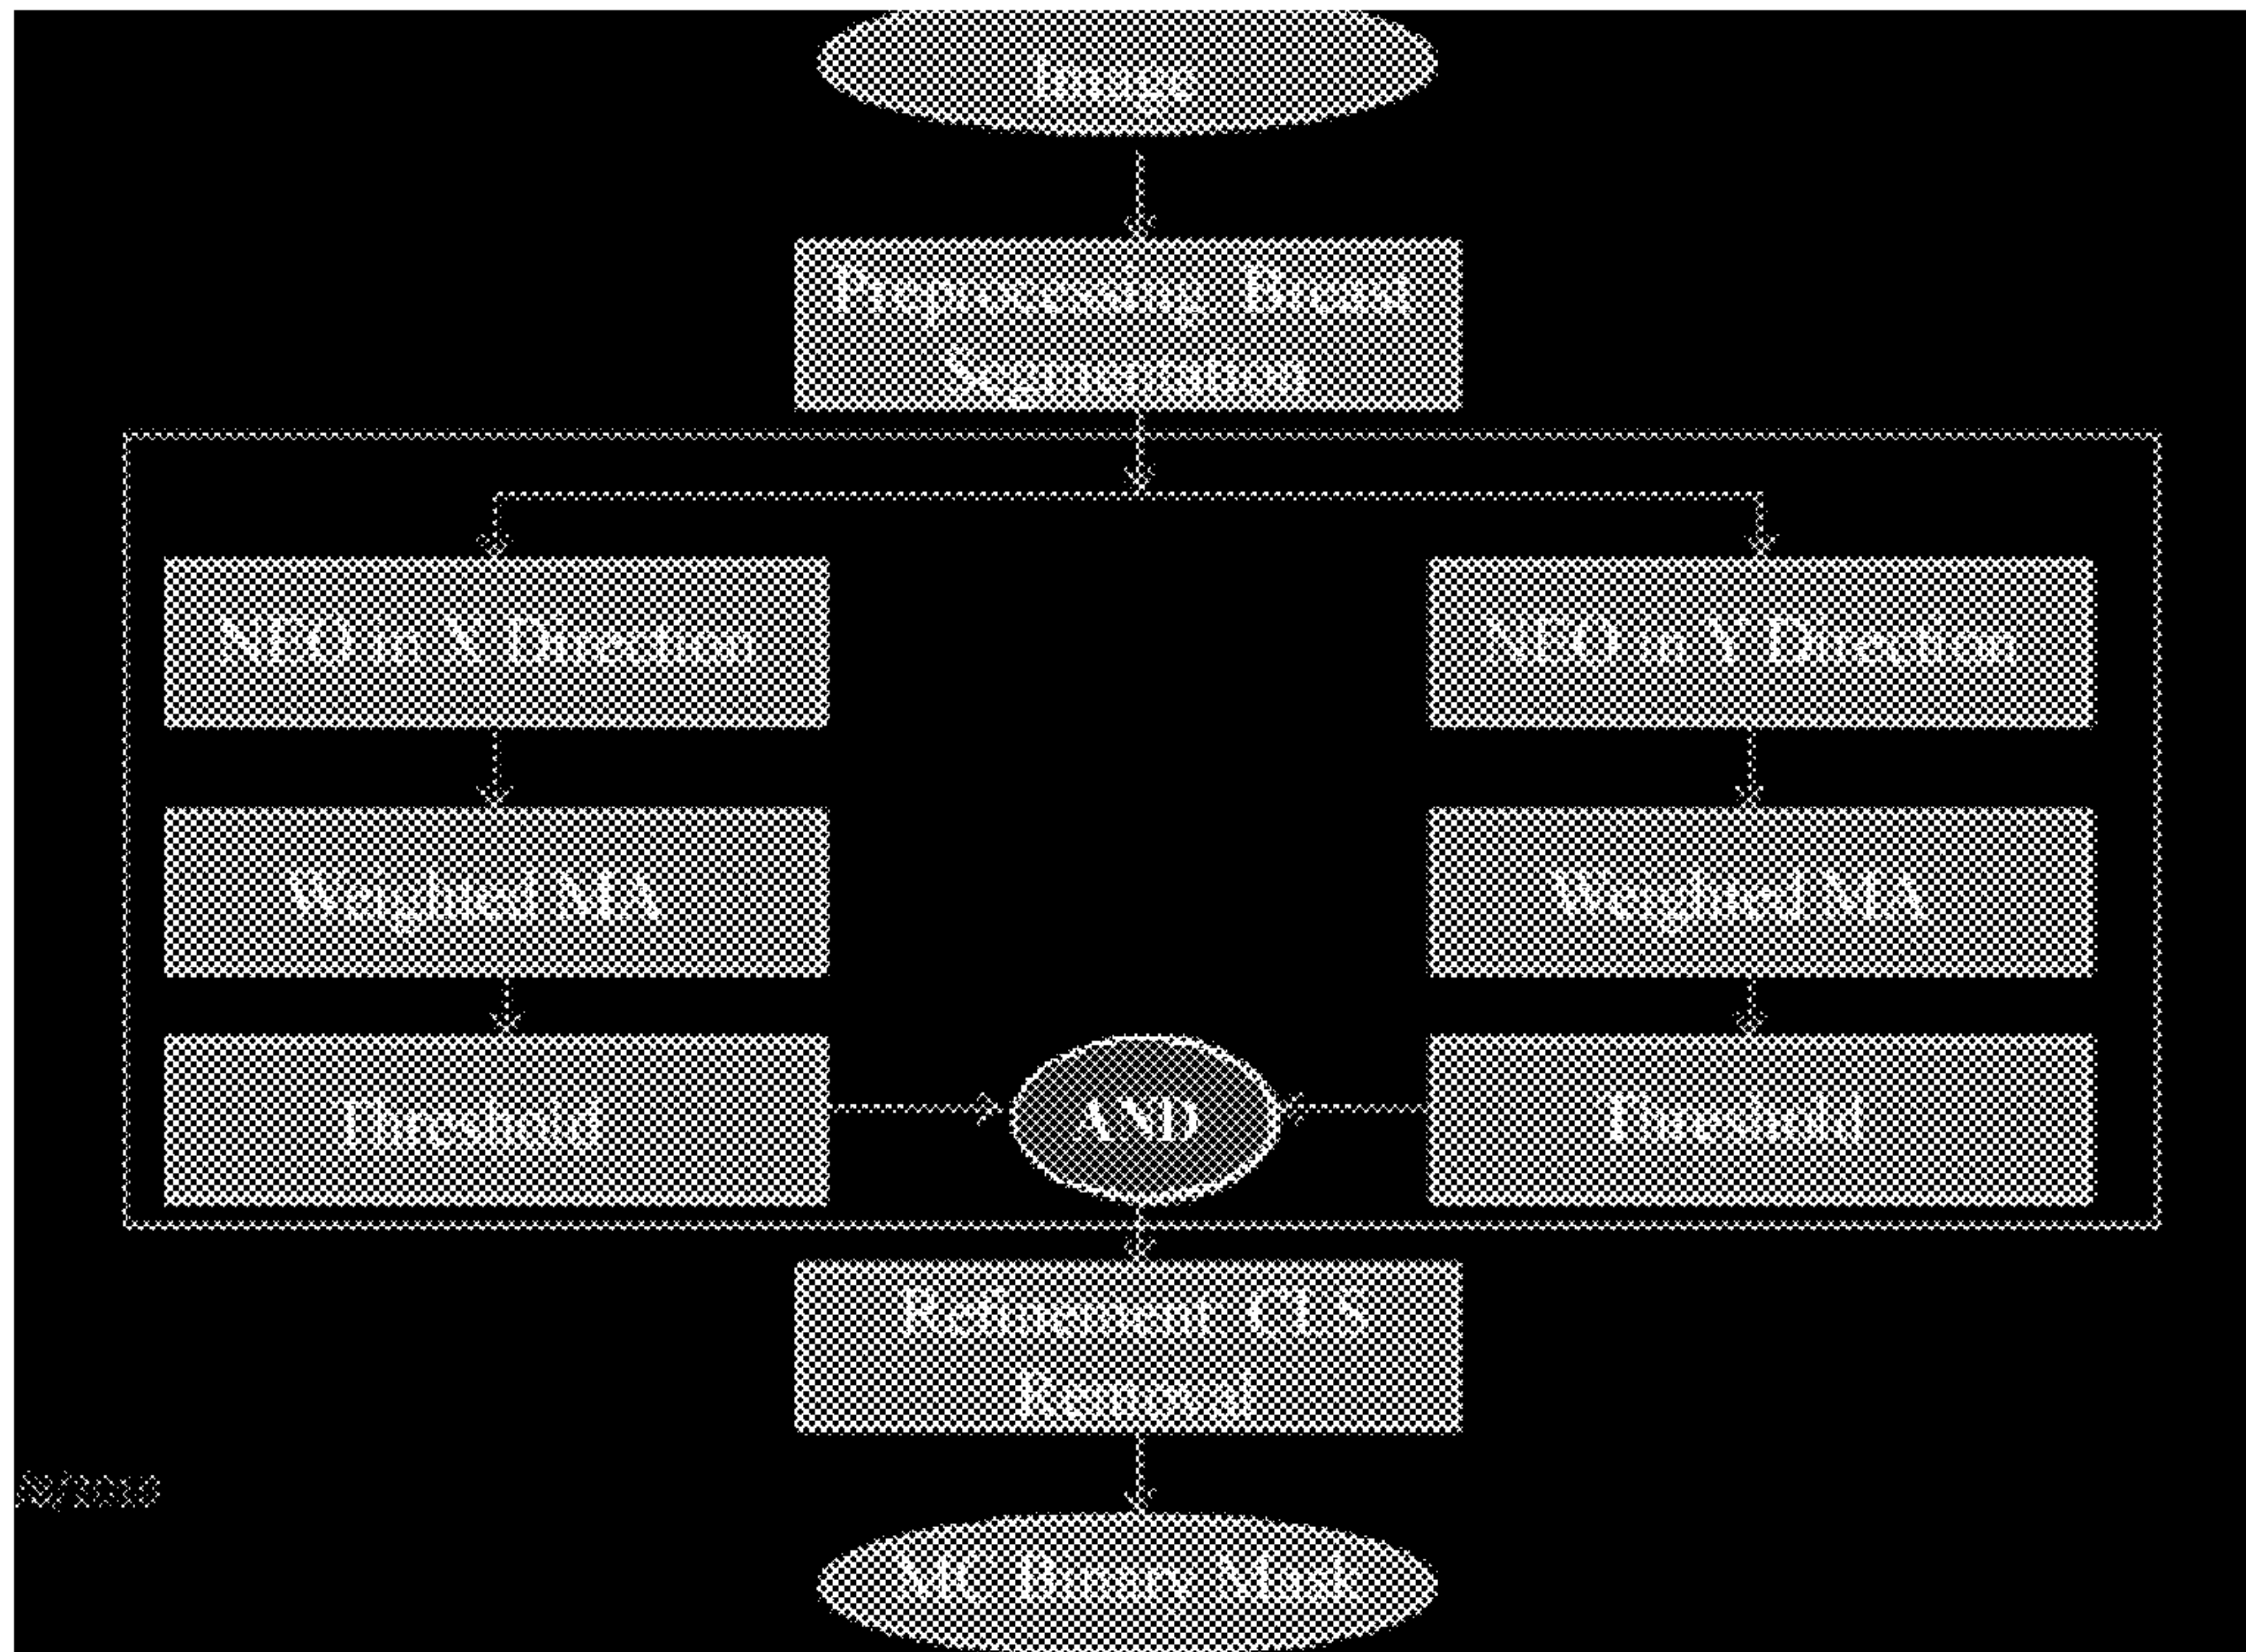 Image
Preprocessing Breast
Segmentation
NEO in X Direction
NEO in Y Direction
Weighted MA
Weighted MA
Threshold
AND
Threshold
Refinement CLS
Removal
MC Binary Mask